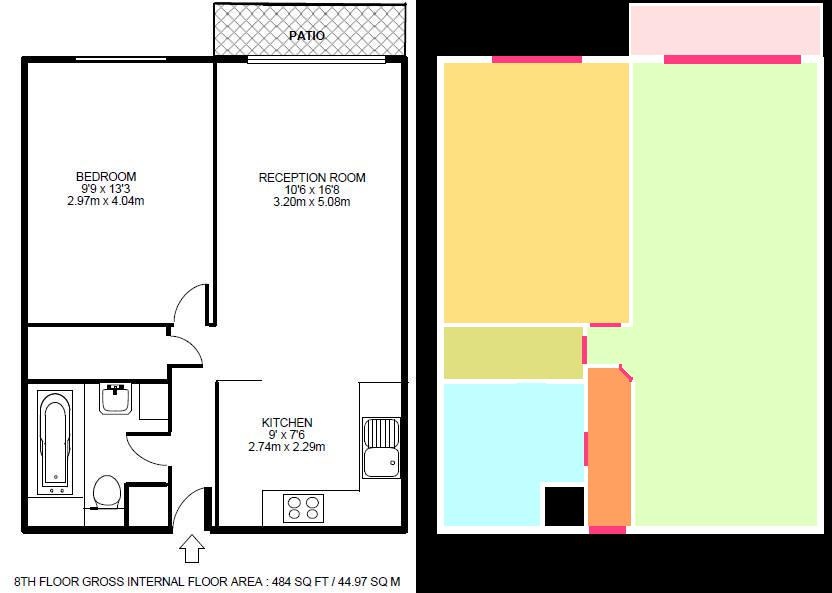 PATIO
BEDROOM
9'9 x 13'3
2.97m x 4.04m
RECEPTION ROOM
10'6 x 16'8
3.20m x 5.08m
KITCHEN
9' x 7'6
2.74m x 2.29m
8TH FLOOR GROSS INTERNAL FLOOR AREA : 484 SQ FT / 44.97 SQ M